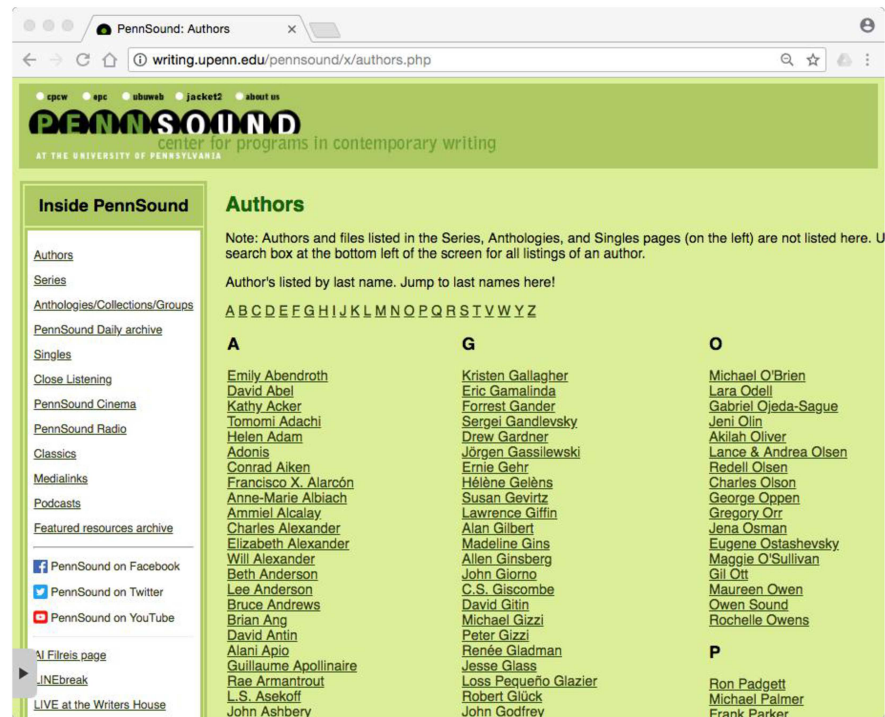 PennSound: Authors
writing.upenn.edu/pennsound/x/authors.php
cpcw epc ubuweb jacket2 about us
PENNSOUND
center for programs in contemporary writing
AT THE UNIVERSITY OF PENNSYLVANIA
Inside PennSound
Authors
Series
Anthologies/Collections/Groups
PennSound Daily archive
Singles
Close Listening
PennSound Cinema
PennSound Radio
Classics
Medialinks
Podcasts
Featured resources archive
PennSound on Facebook
PennSound on Twitter
PennSound on YouTube
Al Filreis page
LINEbreak
LIVE at the Writers House
Authors
Note: Authors and files listed in the Series, Anthologies, and Singles pages (on the left) are not listed here. U
search box at the bottom left of the screen for all listings of an author.
Author's listed by last name. Jump to last names here!
A B C D E F G H I J K L M N O P Q R S T V W Y Z
A
Emily Abendroth
David Abel
Kathy Acker
Tomomi Adachi
Helen Adam
Adonis
Conrad Aiken
Francisco X. Alarcón
Anne-Marie Albiach
Ammiel Alcalay
Charles Alexander
Elizabeth Alexander
Will Alexander
Beth Anderson
Lee Anderson
Bruce Andrews
Brian Ang
David Antin
Alani Apio
Guillaume Apollinaire
Rae Armantrout
L.S. Asekoff
John Ashbery
G
Kristen Gallagher
Eric Gamalinda
Forrest Gander
Sergei Gandlevsky
Drew Gardner
Jörgen Gassilewski
Ernie Gehr
Hélène Gelèns
Susan Gevirtz
Lawrence Giffin
Alan Gilbert
Madeline Gins
Allen Ginsberg
John Giorno
C.S. Giscombe
David Gitin
Michael Gizzi
Peter Gizzi
Renée Gladman
Jesse Glass
Loss Pequeño Glazier
Robert Glück
John Godfrey
O
Michael O'Brien
Lara Odell
Gabriel Ojeda-Sague
Jeni Olin
Akilah Oliver
Lance & Andrea Olsen
Redell Olsen
Charles Olson
George Oppen
Gregory Orr
Jena Osman
Eugene Ostashevsky
Maggie O'Sullivan
Gil Ott
Maureen Owen
Owen Sound
Rochelle Owens
P
Ron Padgett
Michael Palmer
Frank Parker